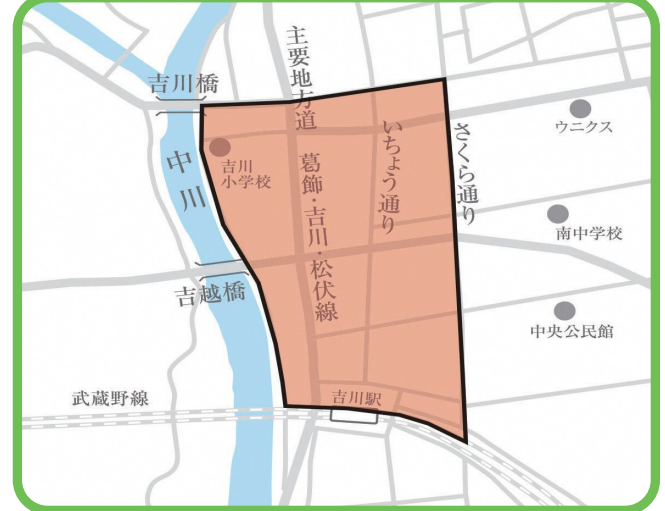 吉川橋
中川
主要地方道 葛飾・吉川・松伏線
いちょう通り
さくら通り
ウニクス
吉川
小学校
南中学校
吉越橋
中央公民館
武蔵野線
吉川駅